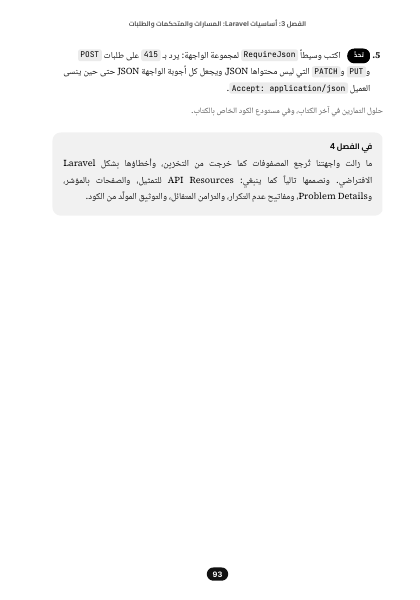 الفصل 3: أساسيات Laravel: المسارات والمتحكمات والطلبات
5. تحدٍّ اكتب وسيطاً RequireJson لمجموعة الواجهة: يرد بـ 415 على طلبات POST
و PUT و PATCH التي ليس محتواها JSON، ويجعل كل أجوبة الواجهة JSON حتى حين ينسى
العميل Accept: application/json.
حلول التمارين في آخر الكتاب، وفي مستودع الكود الخاص بالكتاب.
في الفصل 4
ما زالت واجهتنا تُرجع المصفوفات كما خرجت من التخزين، وأخطاؤها بشكل Laravel
الافتراضي. ونصممها تالياً كما ينبغي: API Resources للتمثيل، والصفحات بالمؤشر،
وProblem Details، ومفاتيح عدم التكرار، والتزامن المتفائل، والتوثيق المولَّد من الكود.
93